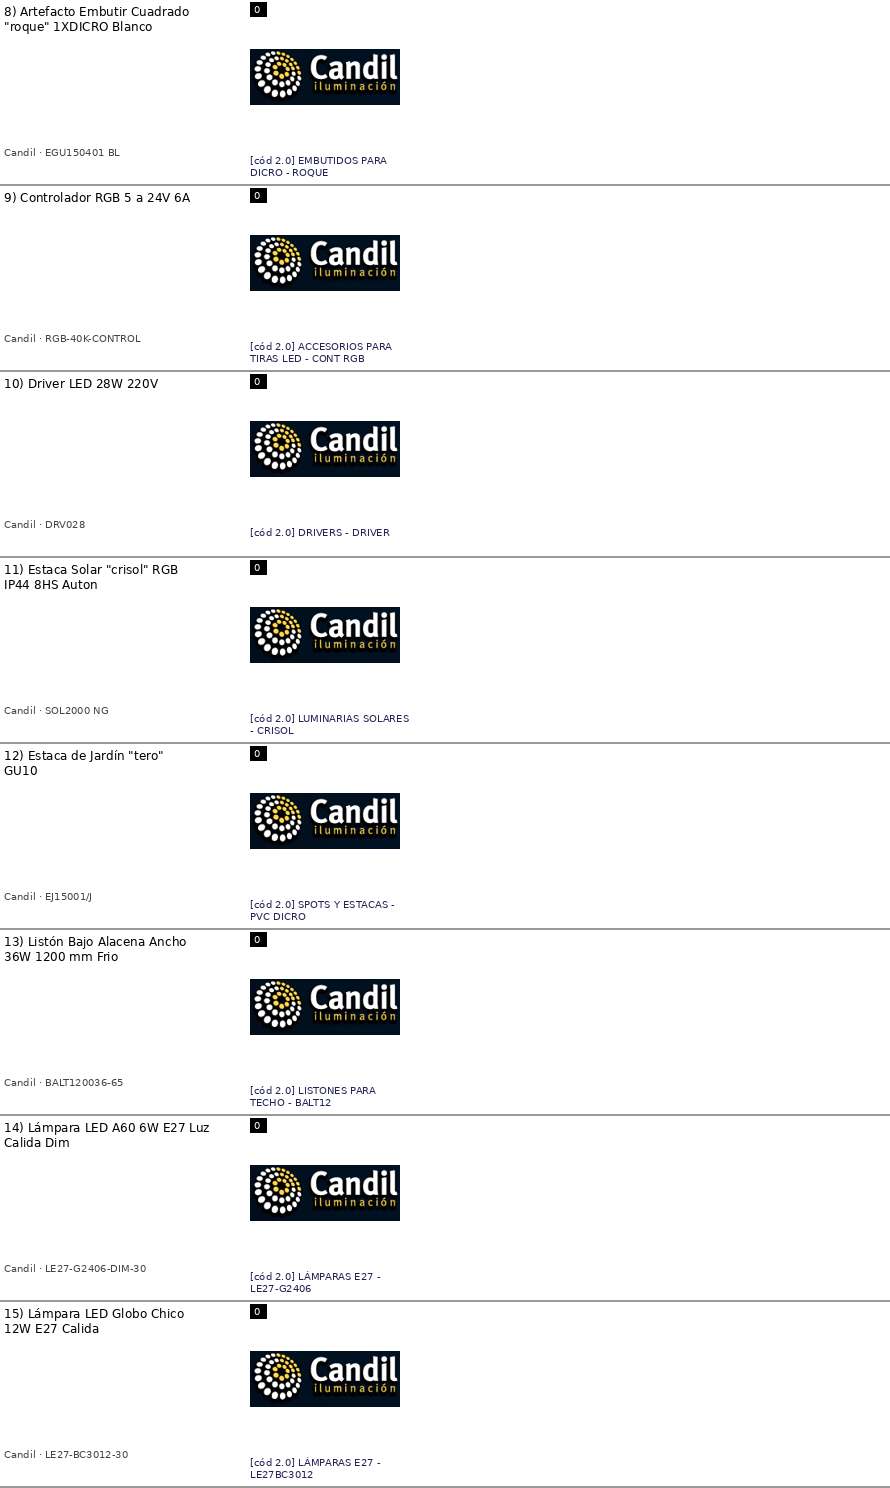 8) Artefacto Embutir Cuadrado
"roque" 1XDICRO Blanco
0
Candil
iluminación
Candil · EGU150401 BL
[cód 2.0] EMBUTIDOS PARA
DICRO - ROQUE
9) Controlador RGB 5 a 24V 6A
0
Candil
iluminación
Candil · RGB-40K-CONTROL
[cód 2.0] ACCESORIOS PARA
TIRAS LED - CONT RGB
10) Driver LED 28W 220V
0
Candil
iluminación
Candil · DRV028
[cód 2.0] DRIVERS - DRIVER
11) Estaca Solar "crisol" RGB
IP44 8HS Auton
0
Candil
iluminación
Candil · SOL2000 NG
[cód 2.0] LUMINARIAS SOLARES
- CRISOL
12) Estaca de Jardín "tero"
GU10
0
Candil
iluminación
Candil · EJ15001/J
[cód 2.0] SPOTS Y ESTACAS -
PVC DICRO
13) Listón Bajo Alacena Ancho
36W 1200 mm Frio
0
Candil
iluminación
Candil · BALT120036-65
[cód 2.0] LISTONES PARA
TECHO - BALT12
14) Lámpara LED A60 6W E27 Luz
Calida Dim
0
Candil
iluminación
Candil · LE27-G2406-DIM-30
[cód 2.0] LÁMPARAS E27 -
LE27-G2406
15) Lámpara LED Globo Chico
12W E27 Calida
0
Candil
iluminación
Candil · LE27-BC3012-30
[cód 2.0] LÁMPARAS E27 -
LE27BC3012